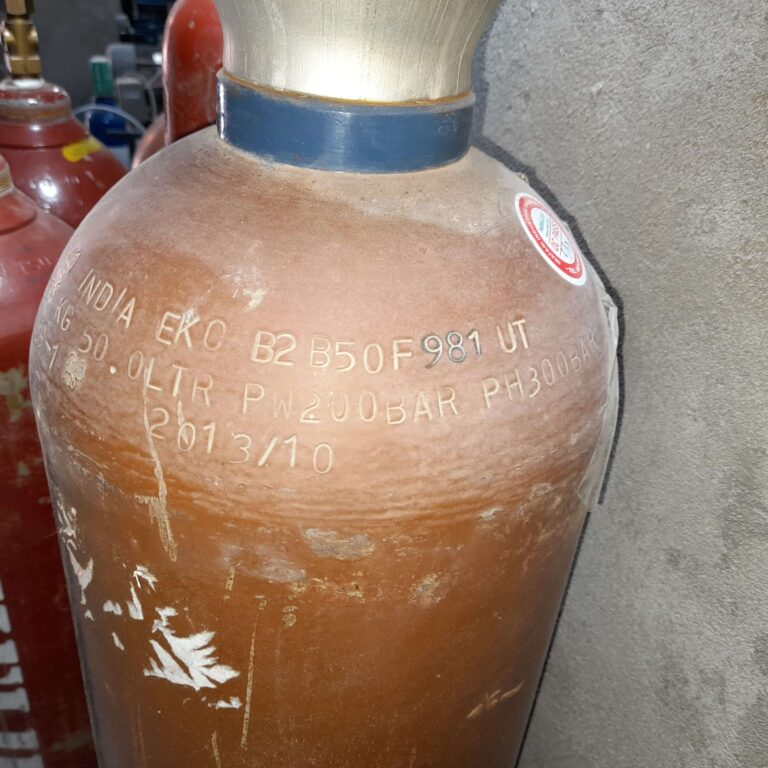 INDIA EKC B2 B50F981 UT
KG 50.0LTR PW200BAR PH300BAR
2013/10